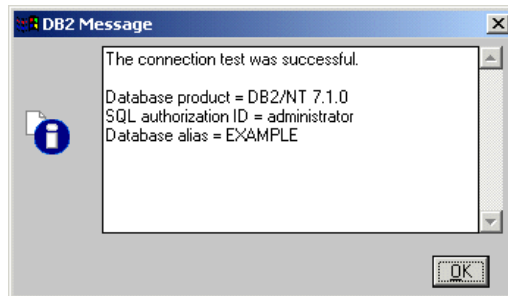 DB2 Message
The connection test was successful.
Database product = DB2/NT 7.1.0
SQL authorization ID = administrator
Database alias = EXAMPLE
OK